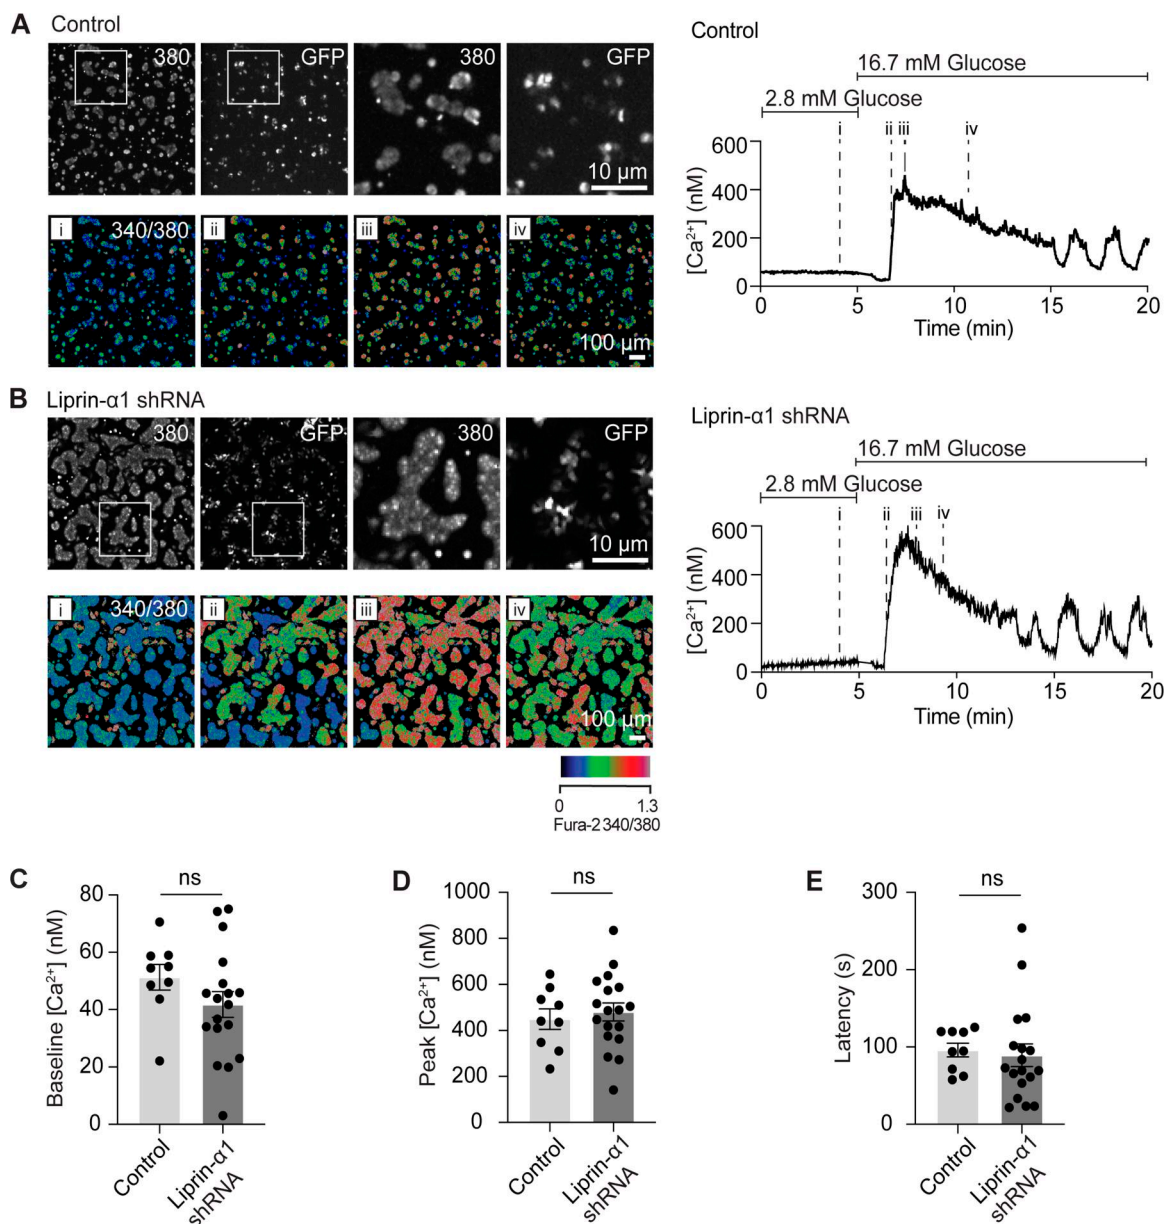 A
Control
380
GFP
380
GFP
10 µm
i
340/380
ii
iii
iv
100 µm
Control
16.7 mM Glucose
2.8 mM Glucose
i
ii
iii
iv
600
400
200
0
[Ca²⁺] (nM)
0
5
10
15
20
Time (min)
B
Liprin-α1 shRNA
380
GFP
380
GFP
10 µm
i
340/380
ii
iii
iv
100 µm
0
1.3
Fura-2 340/380
Liprin-α1 shRNA
16.7 mM Glucose
2.8 mM Glucose
i
ii
iii
iv
600
400
200
0
[Ca²⁺] (nM)
0
5
10
15
20
Time (min)
C
ns
80
60
40
20
0
Baseline [Ca²⁺] (nM)
Control
Liprin-α1
shRNA
D
ns
1000
800
600
400
200
0
Peak [Ca²⁺] (nM)
Control
Liprin-α1
shRNA
E
ns
300
200
100
0
Latency (s)
Control
Liprin-α1
shRNA